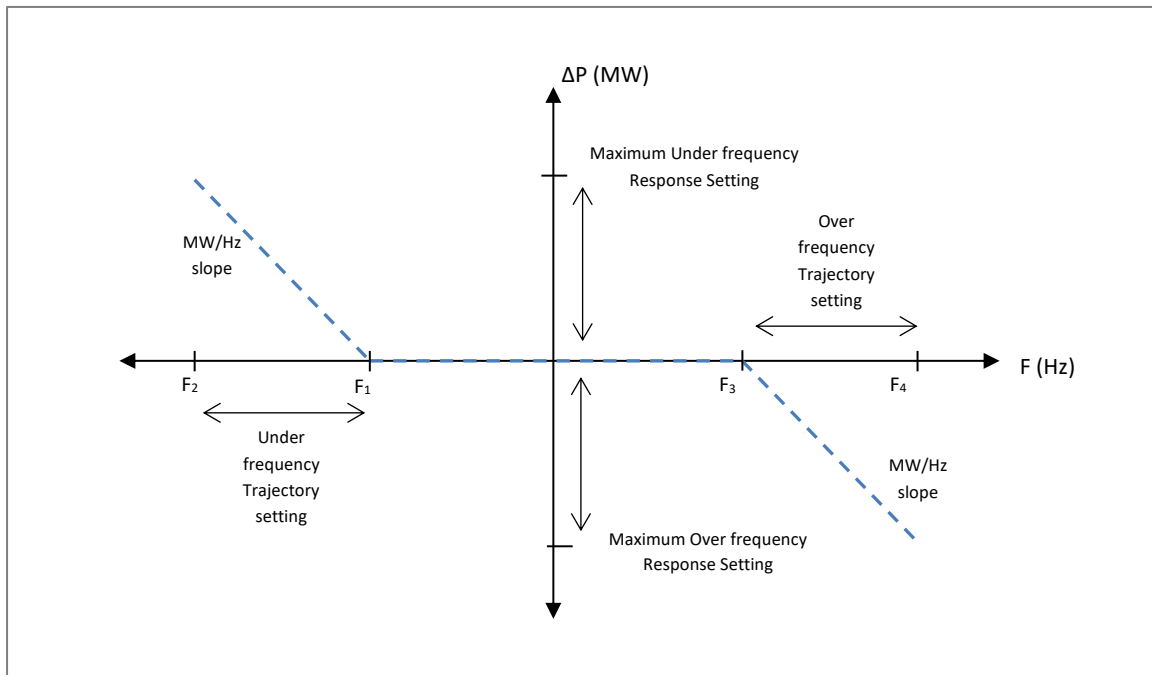 ΔP (MW)
Maximum Under frequency
Response Setting
Over
frequency
Trajectory
setting
MW/Hz
slope
F₂
F₁
F₃
F₄
F (Hz)
Under
frequency
Trajectory
setting
MW/Hz
slope
Maximum Over frequency
Response Setting